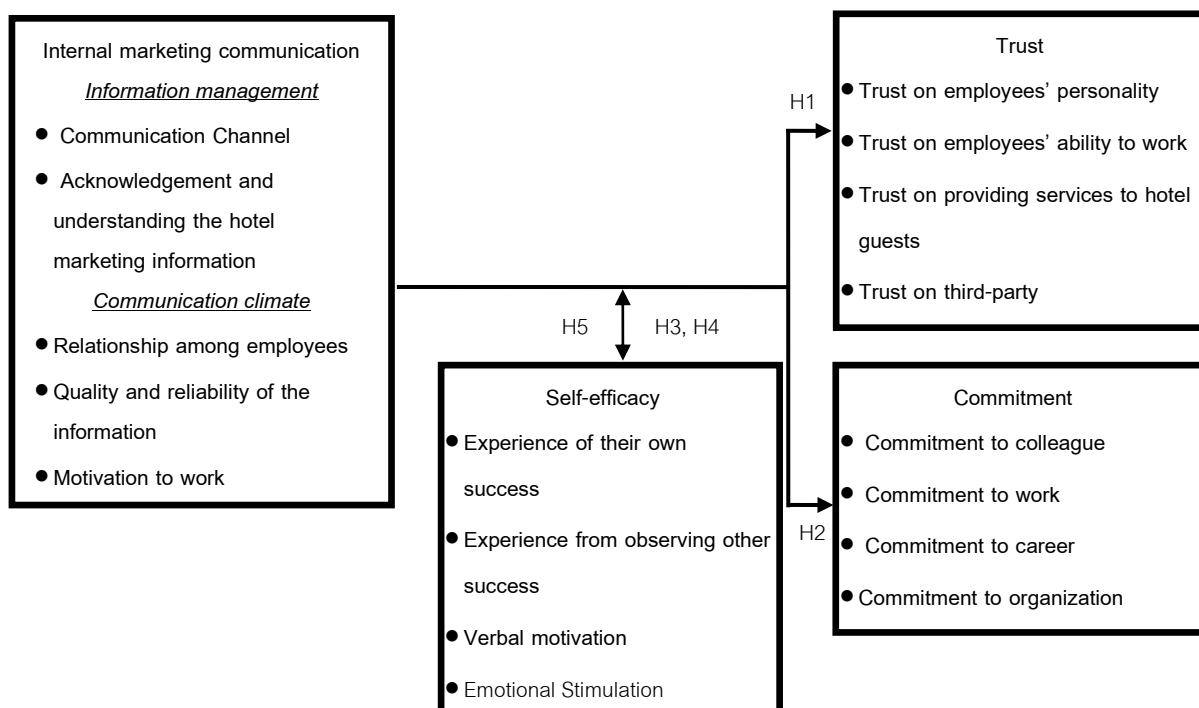 Internal marketing communication
Information management
● Communication Channel
● Acknowledgement and
understanding the hotel
marketing information
Communication climate
● Relationship among employees
● Quality and reliability of the
information
● Motivation to work
H5
H3, H4
Self-efficacy
● Experience of their own
success
● Experience from observing other
success
● Verbal motivation
● Emotional Stimulation
H1
Trust
● Trust on employees’ personality
● Trust on employees’ ability to work
● Trust on providing services to hotel
guests
● Trust on third-party
H2
Commitment
● Commitment to colleague
● Commitment to work
● Commitment to career
● Commitment to organization